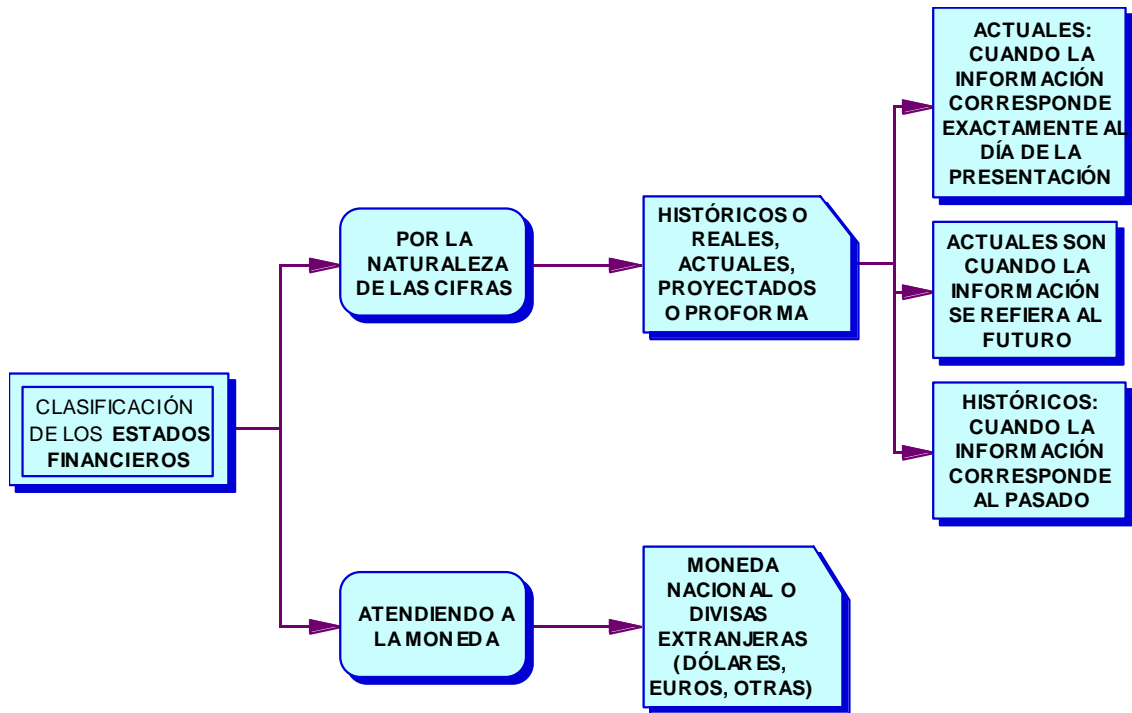 CLASIFICACIÓN
DE LOS ESTADOS
FINANCIEROS
POR LA
NATURALEZA
DE LAS CIFRAS
HISTÓRICOS O
REALES,
ACTUALES,
PROYECTADOS
O PROFORMA
ACTUALES:
CUANDO LA
INFORMACIÓN
CORRESPONDE
EXACTAMENTE AL
DÍA DE LA
PRESENTACIÓN
ACTUALES SON
CUANDO LA
INFORMACIÓN
SE REFIERA AL
FUTURO
HISTÓRICOS:
CUANDO LA
INFORMACIÓN
CORRESPONDE
AL PASADO
ATENDIENDO A
LA MONEDA
MONEDA
NACIONAL O
DIVISAS
EXTRANJERAS
(DÓLARES,
EUROS, OTRAS)